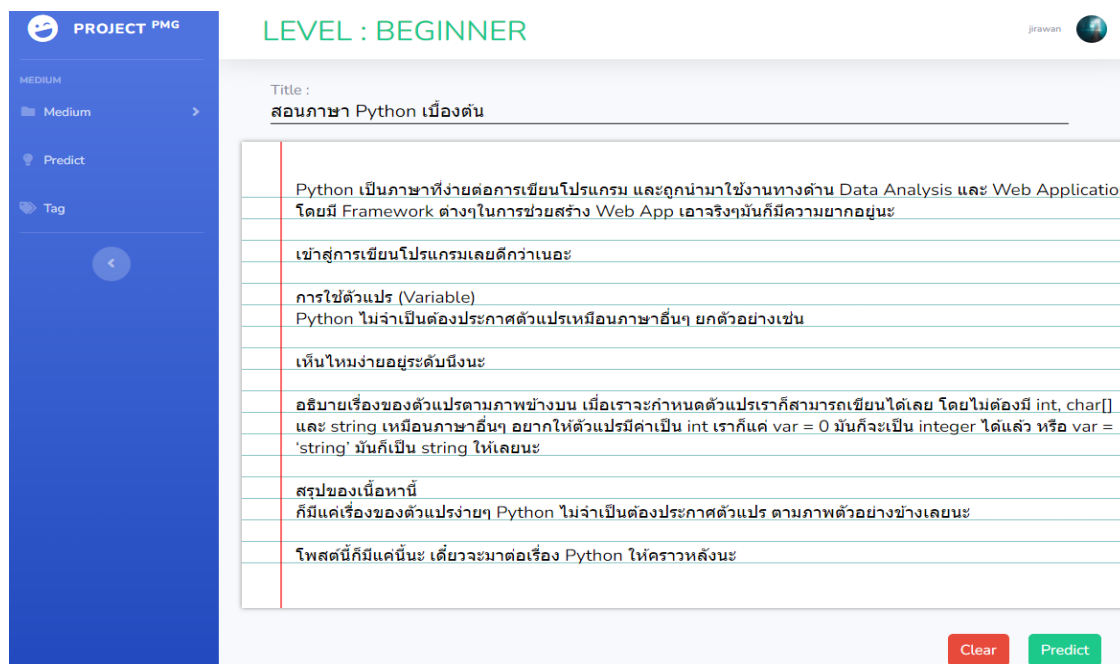 PROJECT PMG
LEVEL : BEGINNER
jirawan
MEDIUM
Medium
Predict
Tag
Title :
สอนภาษา Python เบื้องต้น
Python เป็นภาษาที่ง่ายต่อการเขียนโปรแกรม และถูกนำมาใช้งานทางด้าน Data Analysis และ Web Applicatio
โดยมี Framework ต่างๆในการช่วยสร้าง Web App เอาจริงๆมันก็มีความยากอยู่นะ
เข้าสู่การเขียนโปรแกรมเลยดีกว่าเนอะ
การใช้ตัวแปร (Variable)
Python ไม่จำเป็นต้องประกาศตัวแปรเหมือนภาษาอื่นๆ ยกตัวอย่างเช่น
เห็นไหมง่ายอยู่ระดับนึงนะ
อธิบายเรื่องของตัวแปรตามภาพข้างบน เมื่อเราจะกำหนดตัวแปรเราก็สามารถเขียนได้เลย โดยไม่ต้องมี int, char[]
และ string เหมือนภาษาอื่นๆ อยากให้ตัวแปรมีค่าเป็น int เราก็แค่ var = 0 มันก็จะเป็น integer ได้แล้ว หรือ var =
‘string’ มันก็เป็น string ให้เลยนะ
สรุปของเนื้อหานี้
ก็มีแค่เรื่องของตัวแปรง่ายๆ Python ไม่จำเป็นต้องประกาศตัวแปร ตามภาพตัวอย่างข้างเลยนะ
โพสต์นี้ก็มีแค่นี้นะ เดี๋ยวจะมาต่อเรื่อง Python ให้คราวหลังนะ
Clear
Predict